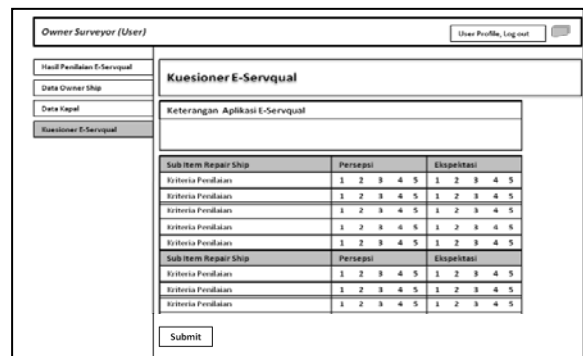 Owner Surveyor (User)
User Profile, Log out
Hasil Penilaian E-Servqual
Data Owner Ship
Data Kapal
Kuesioner E-Servqual
Kuesioner E-Servqual
Keterangan Aplikasi E-Servqual
Sub Item Repair Ship Persepsi Ekspektasi
Kriteria Penilaian 1 2 3 4 5 1 2 3 4 5
Kriteria Penilaian 1 2 3 4 5 1 2 3 4 5
Kriteria Penilaian 1 2 3 4 5 1 2 3 4 5
Kriteria Penilaian 1 2 3 4 5 1 2 3 4 5
Kriteria Penilaian 1 2 3 4 5 1 2 3 4 5
Sub Item Repair Ship Persepsi Ekspektasi
Kriteria Penilaian 1 2 3 4 5 1 2 3 4 5
Kriteria Penilaian 1 2 3 4 5 1 2 3 4 5
Kriteria Penilaian 1 2 3 4 5 1 2 3 4 5
Submit